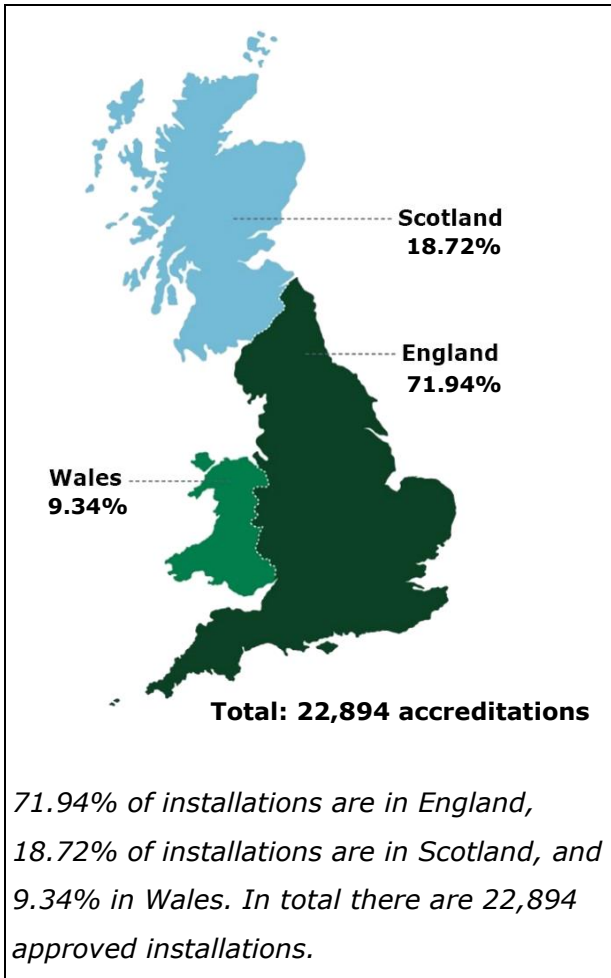 Scotland
18.72%
England
71.94%
Wales
9.34%
Total: 22,894 accreditations
71.94% of installations are in England,
18.72% of installations are in Scotland, and
9.34% in Wales. In total there are 22,894
approved installations.